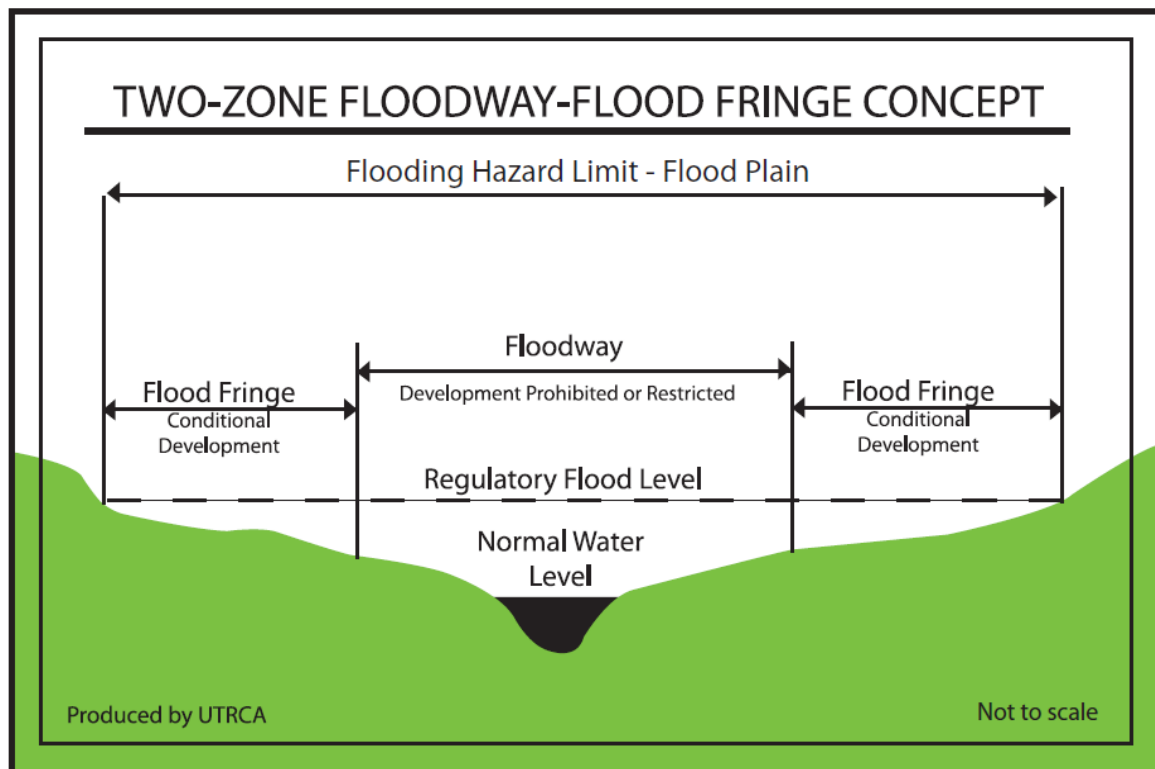 TWO-ZONE FLOODWAY-FLOOD FRINGE CONCEPT
Flooding Hazard Limit - Flood Plain
Floodway
Development Prohibited or Restricted
Flood Fringe
Conditional
Development
Flood Fringe
Conditional
Development
Regulatory Flood Level
Normal Water
Level
Produced by UTRCA
Not to scale